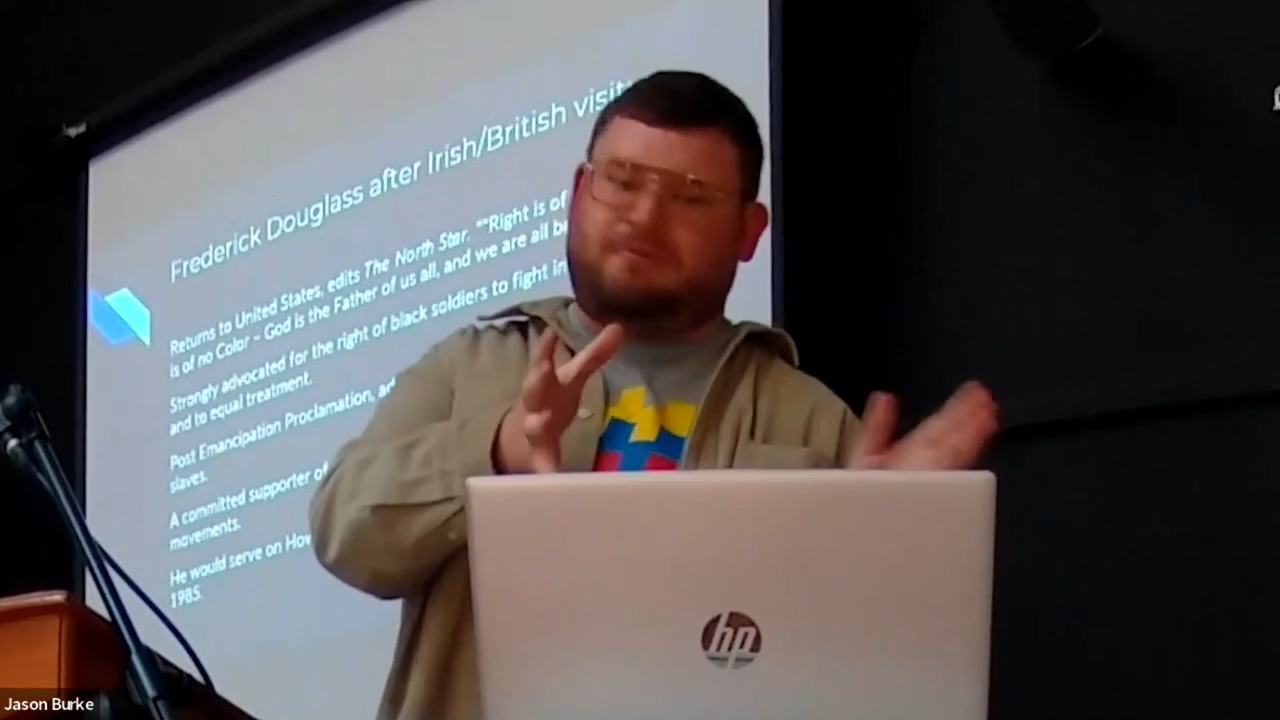 Frederick Douglass after Irish/British visit
Returns to United States, edits The North Star. ""Right is of
is of no Color – God is the Father of us all, and we are all
Strongly advocated for the right of black soldiers to fight in
and to equal treatment.
Post Emancipation Proclamation,
slaves.
A committed supporter of
movements.
He would serve on
1985.
hp
Jason Burke